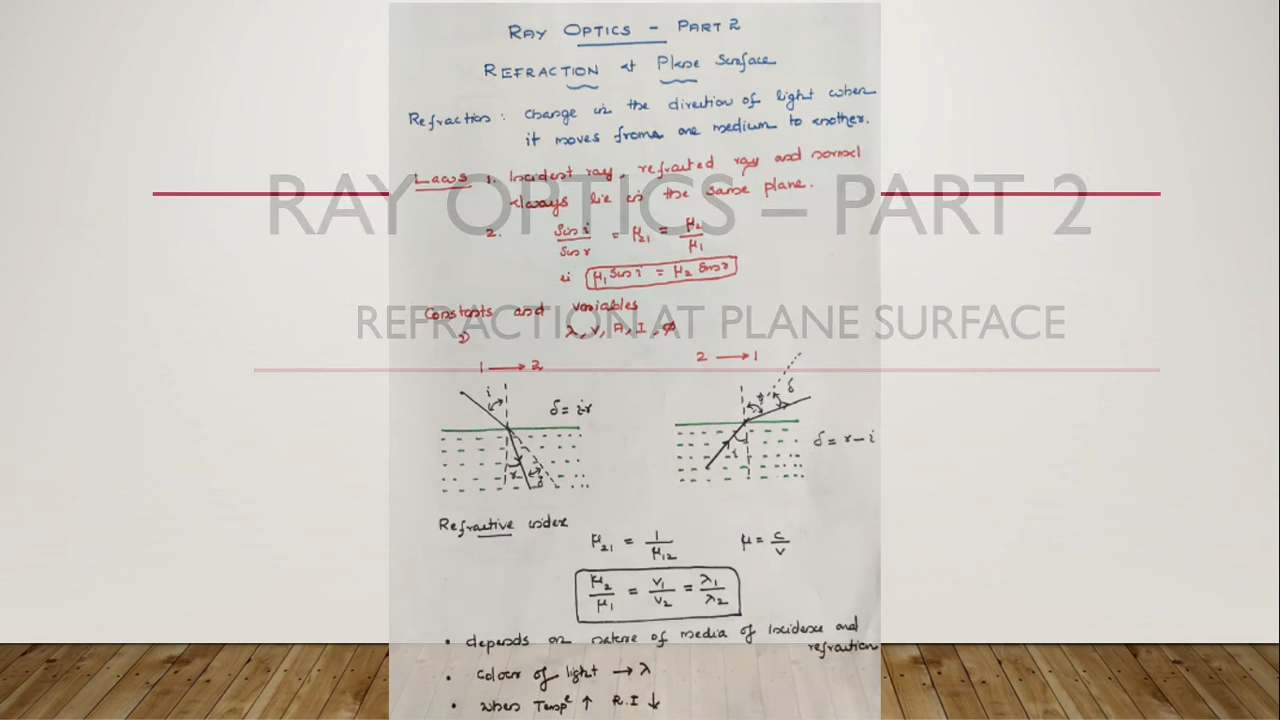 RAY OPTICS – PART 2
REFRACTION AT PLANE SURFACE
RAY OPTICS – PART 2
REFRACTION at Plane Surface
Refraction : Change in the direction of light when
it moves from one medium to another.
Laws 1. Incident ray, refracted ray and normal
always lie in the same plane.
2. sin i / sin r = μ₂₁ = μ₂ / μ₁
ie μ₁ sin i = μ₂ sin r
Constants and variables
λ, v, A, I, φ
1 → 2
2 → 1
i
δ = i-r
r
δ
δ
i
δ = r – i
Refractive index
μ₂₁ = 1 / μ₁₂ μ = c / v
μ₂ / μ₁ = v₁ / v₂ = λ₁ / λ₂
• depends on nature of media of incidence and
refraction
• colour of light → λ
• when Tempᵉ ↑ R.I ↓